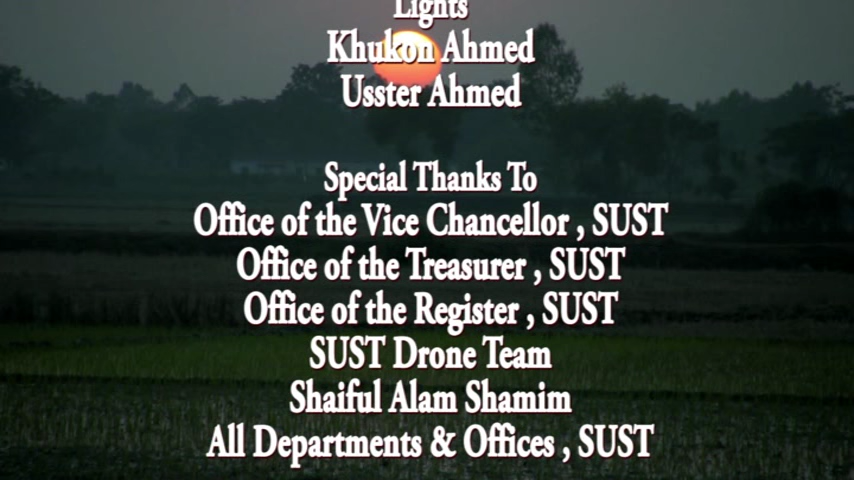 Lights
Khukon Ahmed
Usster Ahmed
Special Thanks To
Office of the Vice Chancellor , SUST
Office of the Treasurer , SUST
Office of the Register , SUST
SUST Drone Team
Shaiful Alam Shamim
All Departments & Offices , SUST